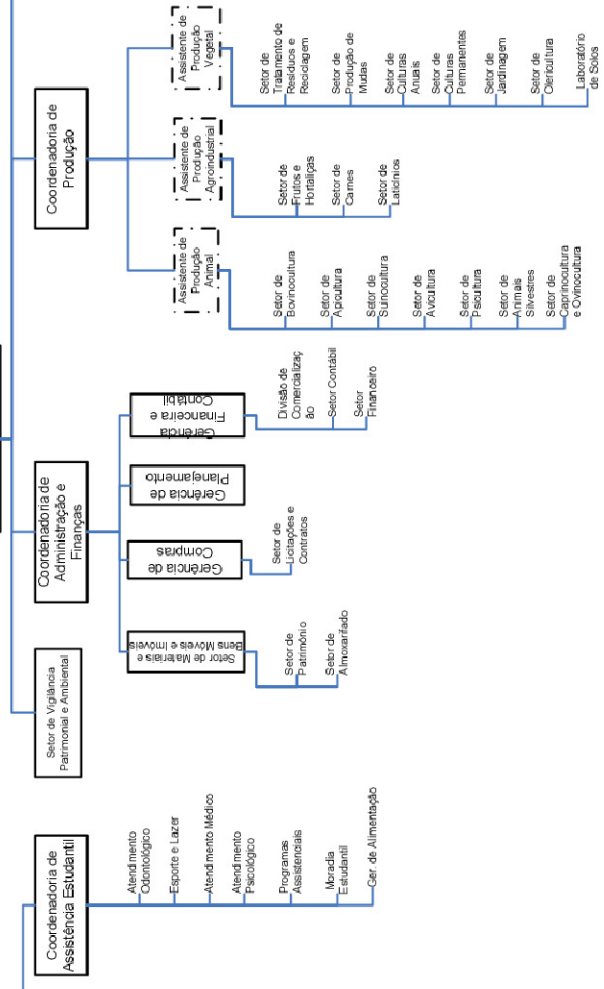 Coordenadoria de
Assistência Estudantil
Atendimento
Odontológico
Esporte e Lazer
Atendimento Médico
Atendimento
Psicológico
Programas
Assistenciais
Moradia
Estudantil
Ger. de Alimentação
Setor de Vigilância
Patrimonial e Ambiental
Coordenadoria de
Administração e
Finanças
Setor de Materiais e
Bens Móveis e Imóveis
Setor de
Patrimônio
Setor de
Almoxarifado
Gerência de
Compras
Setor de
Licitações e
Contratos
Gerência de
Planejamento
Gerência
Financeira e
Contábil
Divisão de
Comercializaç
ão
Setor Contábil
Setor
Financeiro
Coordenadoria de
Produção
Assistente de
Produção
Animal
Setor de
Bovinocultura
Setor de
Apicultura
Setor de
Suinocultura
Setor de
Avicultura
Setor de
Psicultura
Setor de
Animais
Silvestres
Setor de
Caprinocultura
e Ovinocultura
Assistente de
Produção
Agroindustrial
Setor de
Frutos e
Hortaliças
Setor de
Carnes
Setor de
Laticínios
Assistente de
Produção
Vegetal
Setor de
Tratamento de
Resíduos e
Reciclagem
Setor de
Produção de
Mudas
Setor de
Culturas
Anuais
Setor de
Culturas
Permanentes
Setor de
Jardinagem
Setor de
Olericultura
Laboratório
de Solos